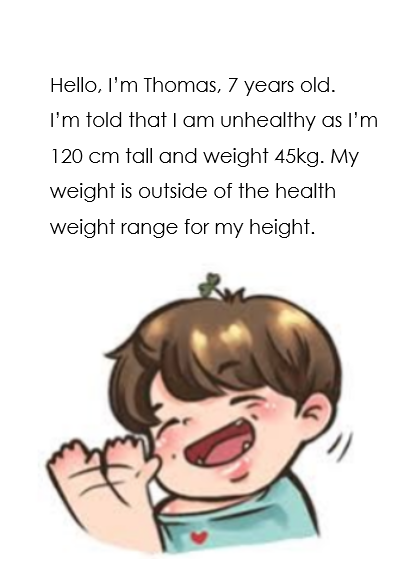 Hello, I’m Thomas, 7 years old.
I’m told that I am unhealthy as I’m
120 cm tall and weight 45kg. My
weight is outside of the health
weight range for my height.